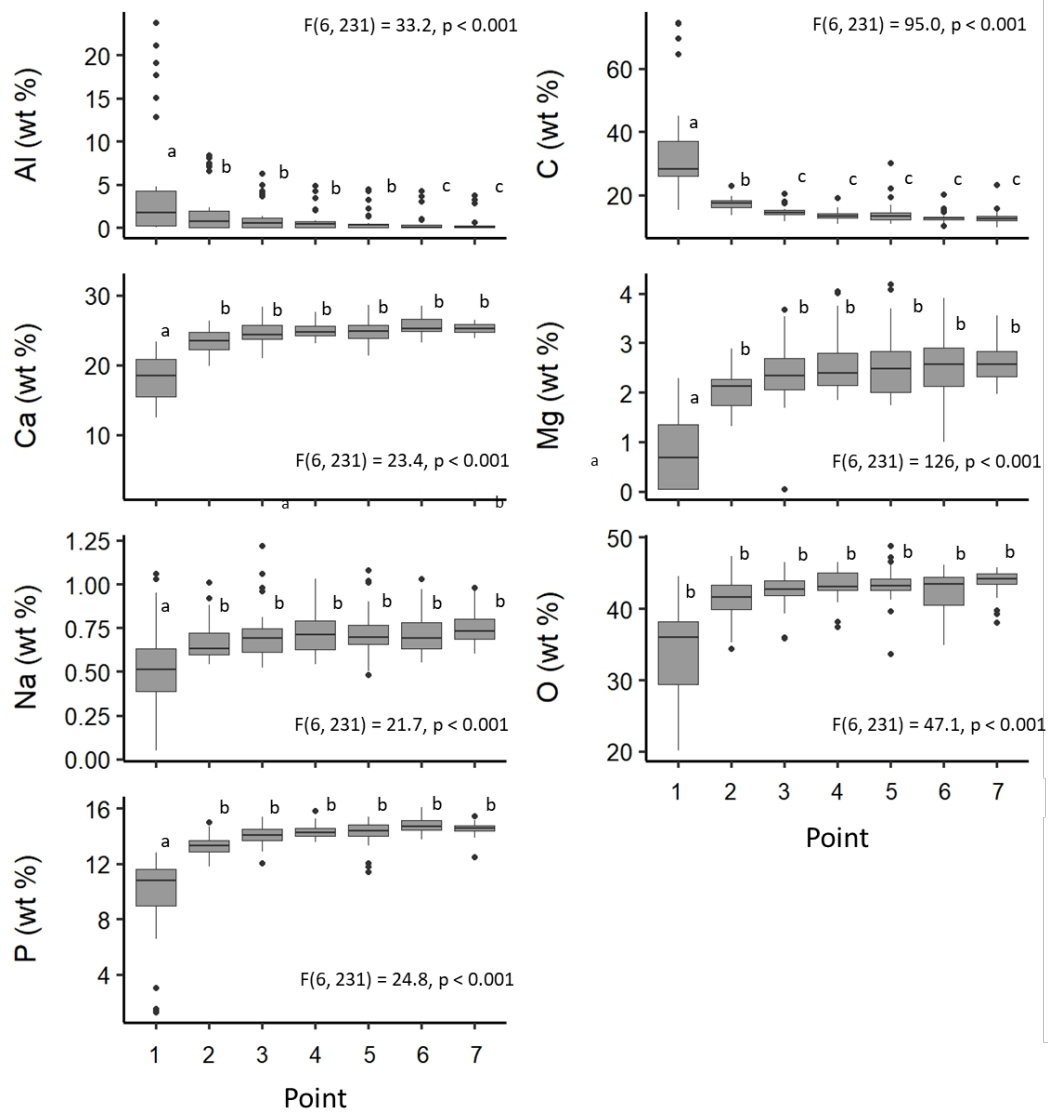 F(6, 231) = 33.2, p < 0.001
Al (wt %)
20
15
10
5
0
a
b
b
b
b
c
c
F(6, 231) = 95.0, p < 0.001
C (wt %)
60
40
20
a
b
c
c
c
c
c
Ca (wt %)
30
20
10
a
b
b
b
b
b
b
F(6, 231) = 23.4, p < 0.001
a
b
Mg (wt %)
4
3
2
1
0
a
b
b
b
b
b
b
a
F(6, 231) = 126, p < 0.001
Na (wt %)
1.25
1.00
0.75
0.50
0.25
0.00
a
b
b
b
b
b
b
F(6, 231) = 21.7, p < 0.001
O (wt %)
50
40
30
20
b
b
b
b
b
b
b
F(6, 231) = 47.1, p < 0.001
1 2 3 4 5 6 7
Point
P (wt %)
16
12
8
4
a
b
b
b
b
b
b
F(6, 231) = 24.8, p < 0.001
1 2 3 4 5 6 7
Point